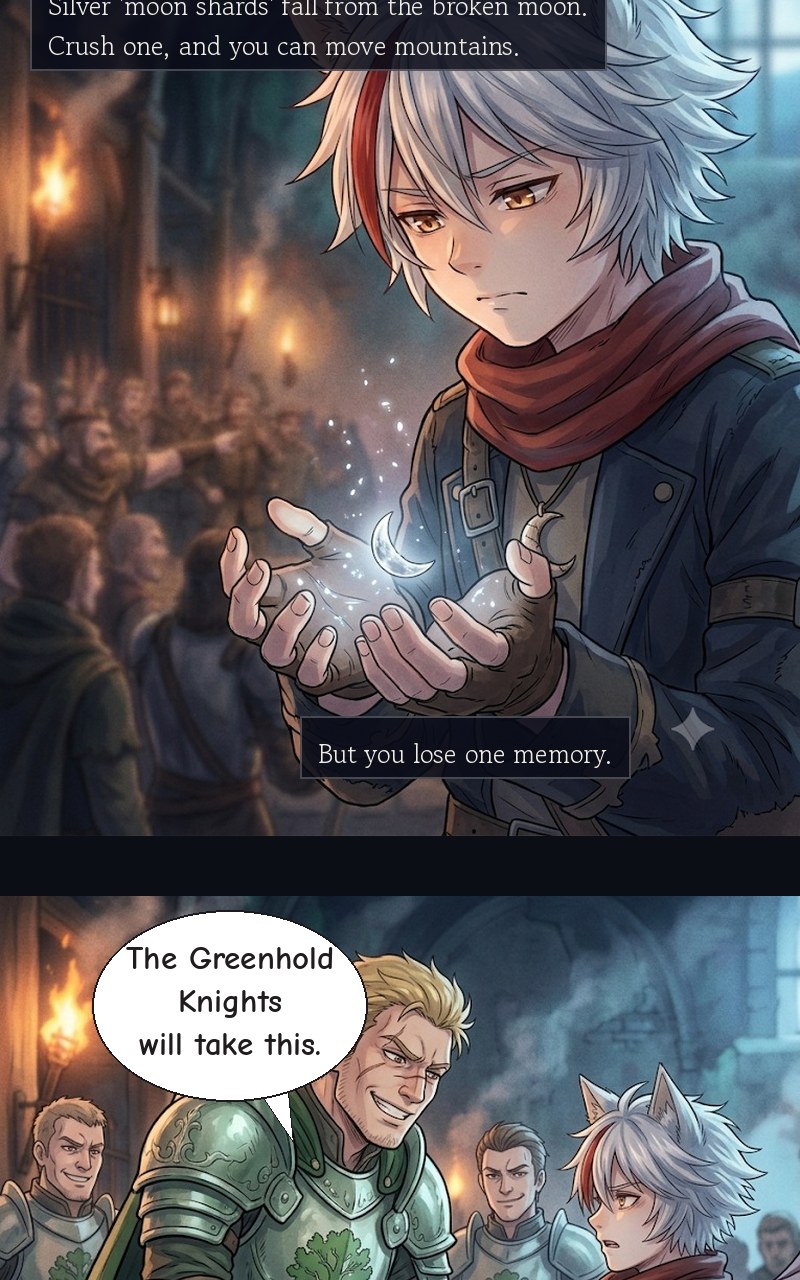 Silver 'moon shards' fall from the broken moon.
Crush one, and you can move mountains.
But you lose one memory.
The Greenhold
Knights
will take this.